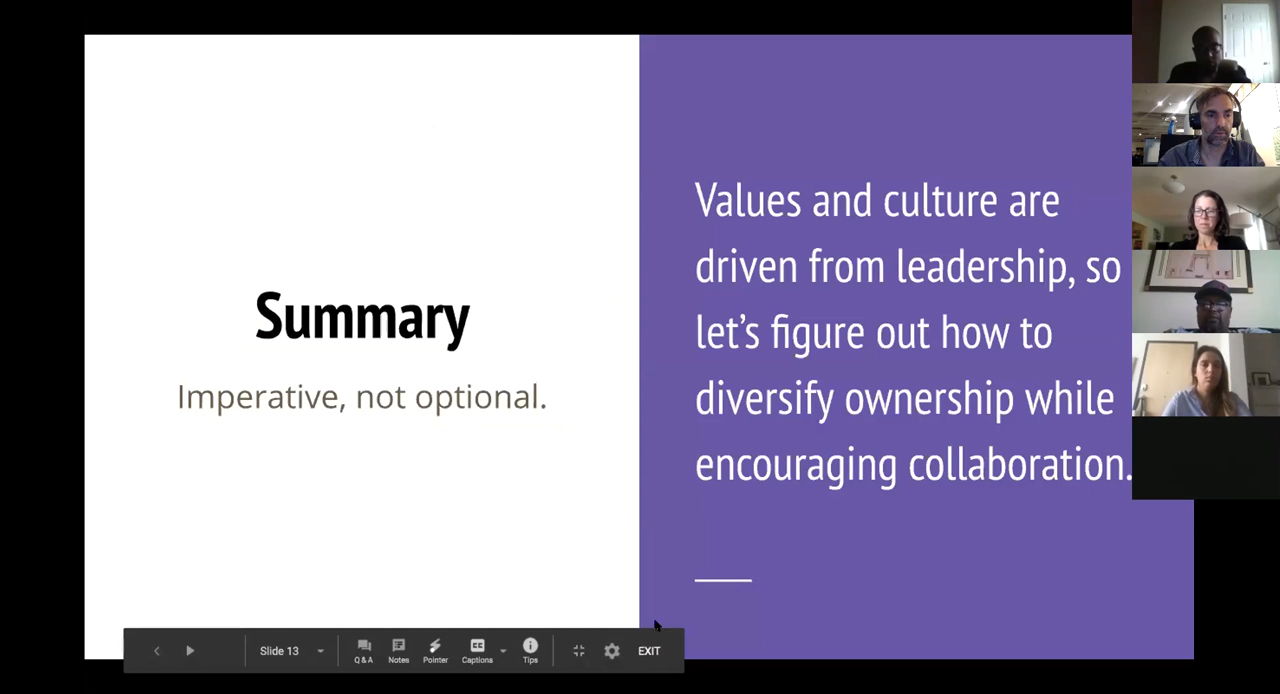 Summary
Imperative, not optional.
Values and culture are
driven from leadership, so
let’s figure out how to
diversify ownership while
encouraging collaboration.
Slide 13
Q & A
Notes
Pointer
CC
Captions
Tips
EXIT